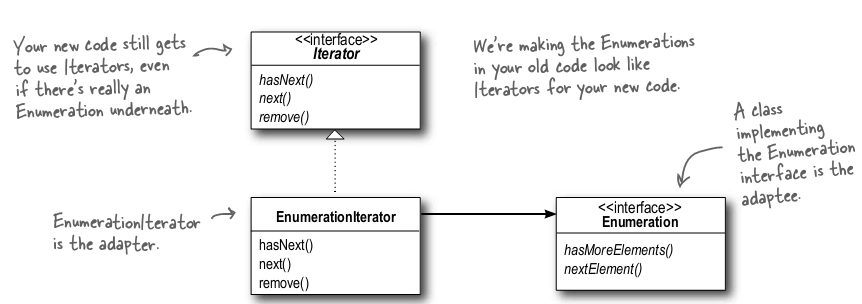 Your new code still gets
to use Iterators, even
if there's really an
Enumeration underneath.
<<interface>>
Iterator
hasNext()
next()
remove()
We're making the Enumerations
in your old code look like
Iterators for your new code.
A class
implementing
the Enumeration
interface is the
adaptee.
EnumerationIterator
is the adapter.
EnumerationIterator
hasNext()
next()
remove()
<<interface>>
Enumeration
hasMoreElements()
nextElement()